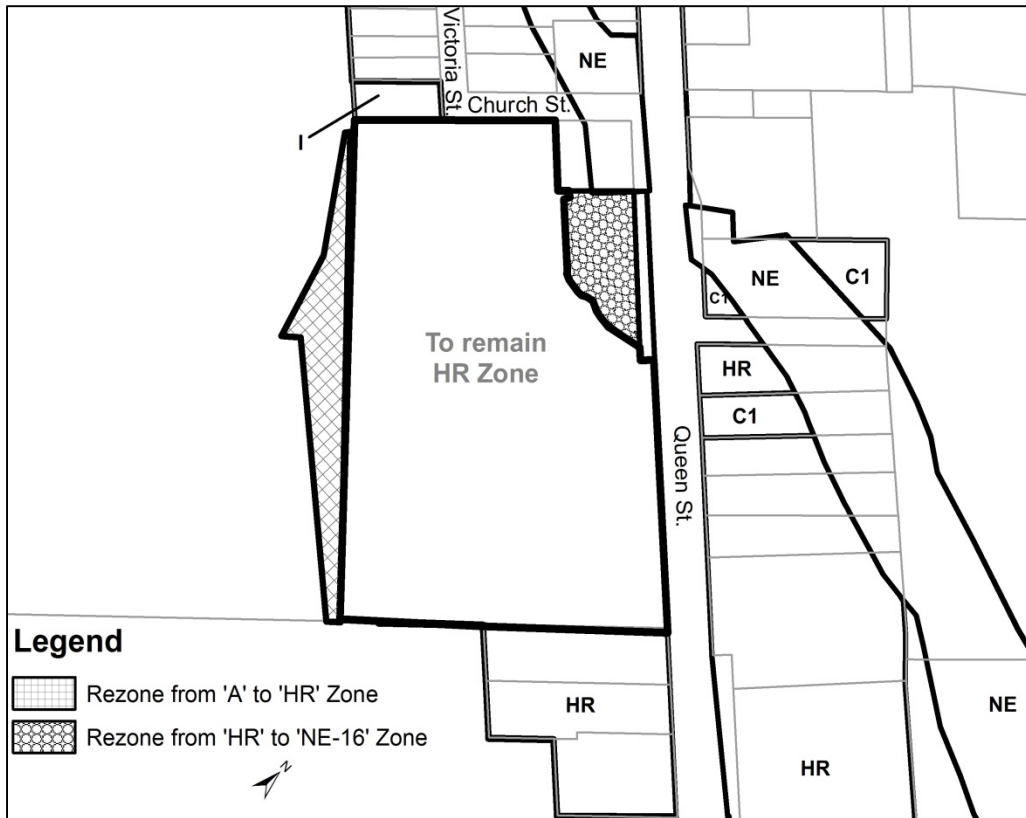 Victoria St.
NE
Church St.
I
NE
C1
C1
To remain
HR Zone
HR
C1
Queen St.
Legend
Rezone from 'A' to 'HR' Zone
HR
NE
Rezone from 'HR' to 'NE-16' Zone
N
HR